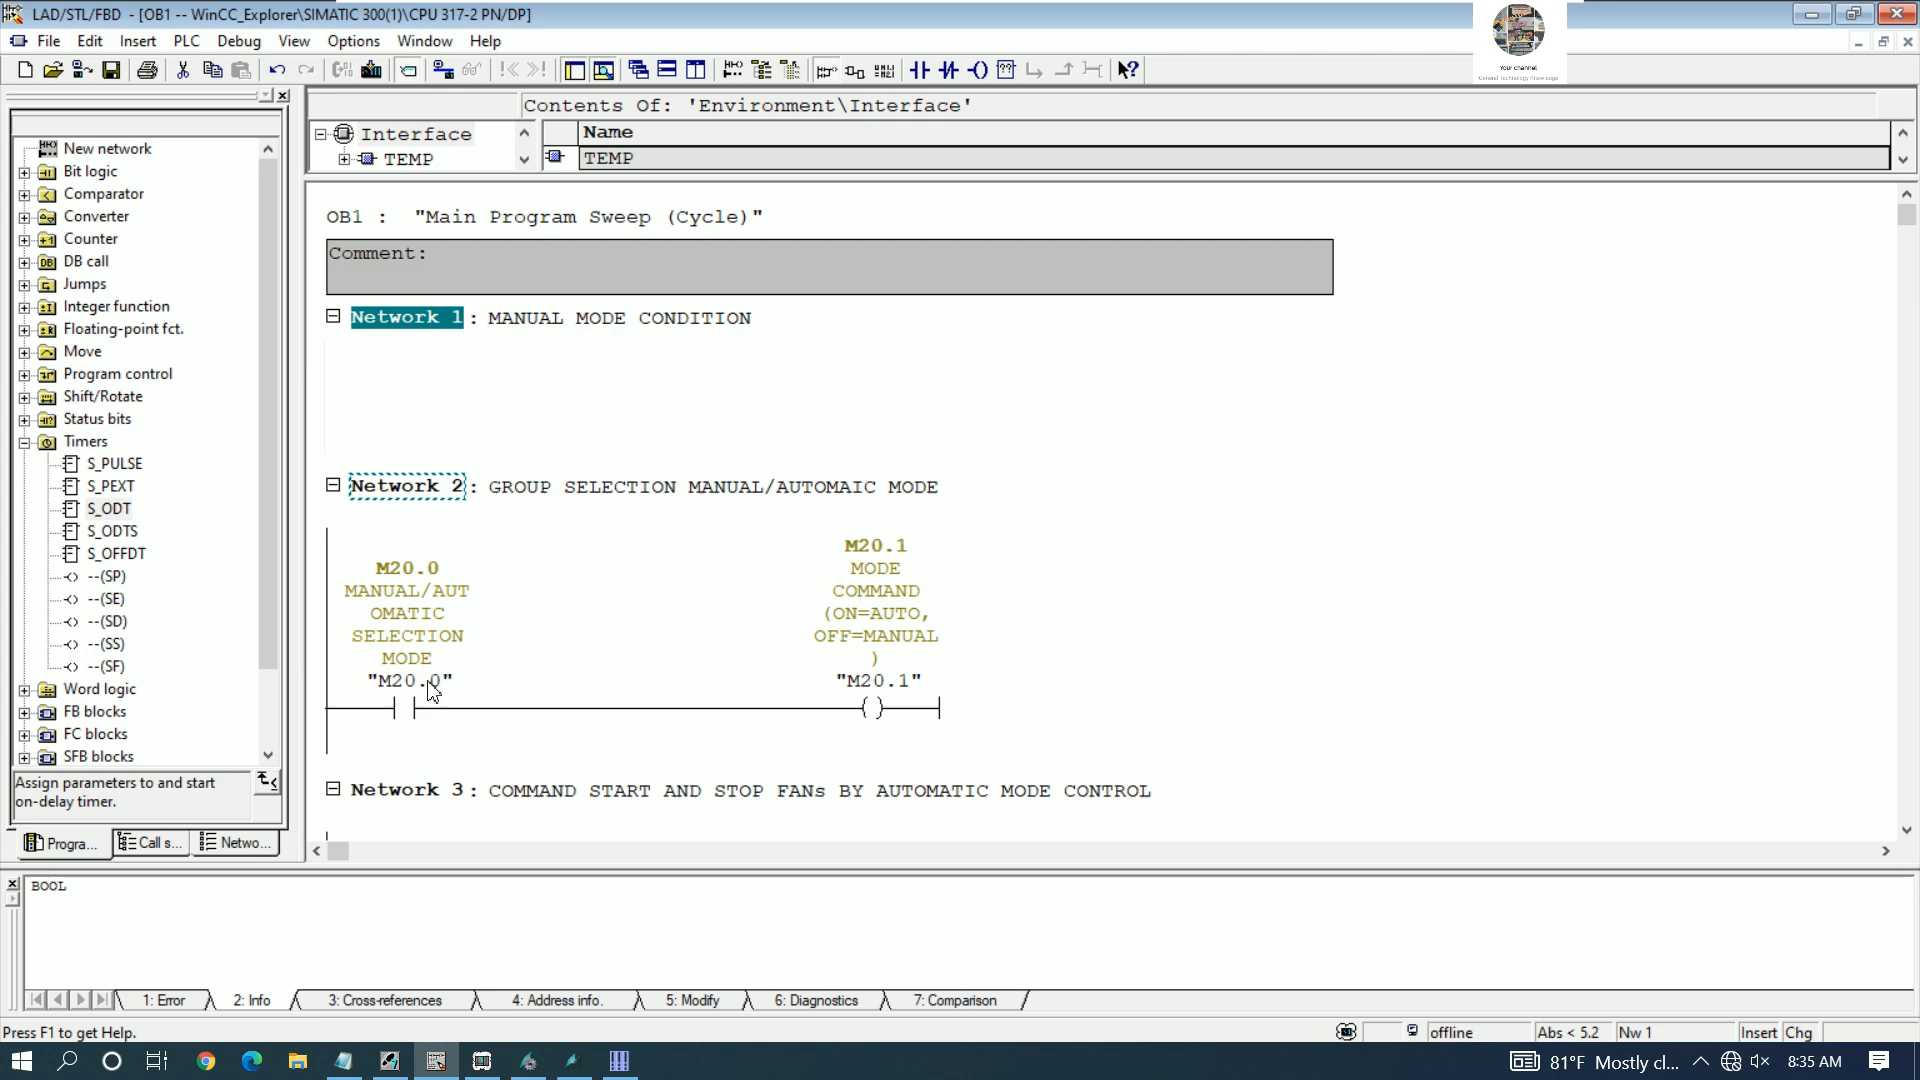 LAD/STL/FBD - [OB1 -- WinCC_Explorer\SIMATIC 300(1)\CPU 317-2 PN/DP]
File Edit Insert PLC Debug View Options Window Help
Your channel
General Technology Knowledge
Contents Of: 'Environment\Interface'
Interface
TEMP
Name
TEMP
New network
Bit logic
Comparator
Converter
Counter
DB call
Jumps
Integer function
Floating-point fct.
Move
Program control
Shift/Rotate
Status bits
Timers
S_PULSE
S_PEXT
S_ODT
S_ODTS
S_OFFDT
--(SP)
--(SE)
--(SD)
--(SS)
--(SF)
Word logic
FB blocks
FC blocks
SFB blocks
Assign parameters to and start
on-delay timer.
Progra... Call s... Netwo...
OB1 : "Main Program Sweep (Cycle)"
Comment:
Network 1: MANUAL MODE CONDITION
Network 2: GROUP SELECTION MANUAL/AUTOMAIC MODE
M20.0
MANUAL/AUT
OMATIC
SELECTION
MODE
"M20.0"
M20.1
MODE
COMMAND
(ON=AUTO,
OFF=MANUAL
)
"M20.1"
Network 3: COMMAND START AND STOP FANs BY AUTOMATIC MODE CONTROL
BOOL
1: Error 2: Info 3: Cross-references 4: Address info. 5: Modify 6: Diagnostics 7: Comparison
Press F1 to get Help.
offline Abs < 5.2 Nw 1 Insert Chg
81°F Mostly cl... 8:35 AM